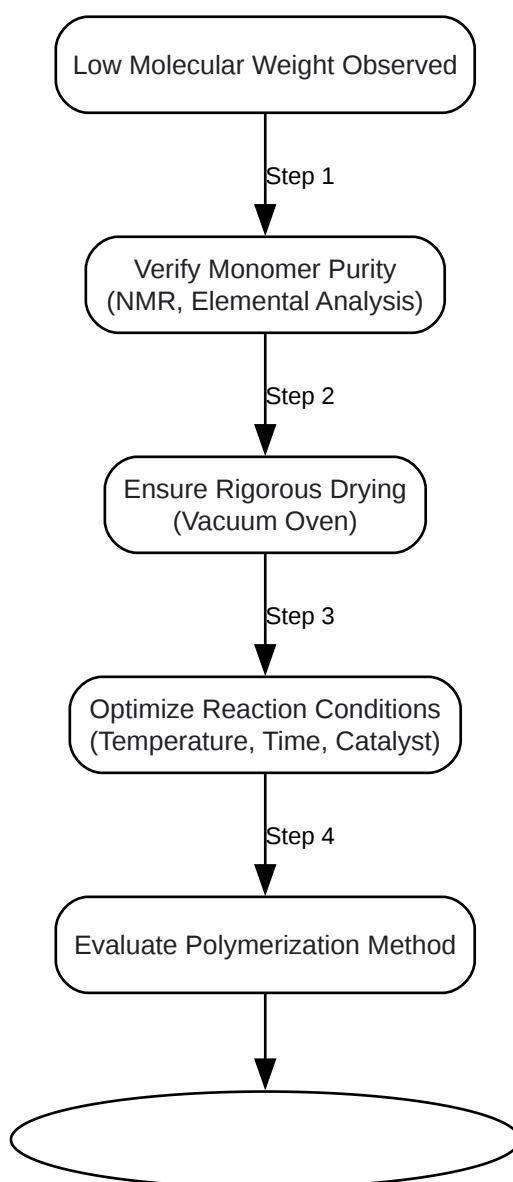 Low Molecular Weight Observed
Step 1
Verify Monomer Purity
(NMR, Elemental Analysis)
Step 2
Ensure Rigorous Drying
(Vacuum Oven)
Step 3
Optimize Reaction Conditions
(Temperature, Time, Catalyst)
Step 4
Evaluate Polymerization Method